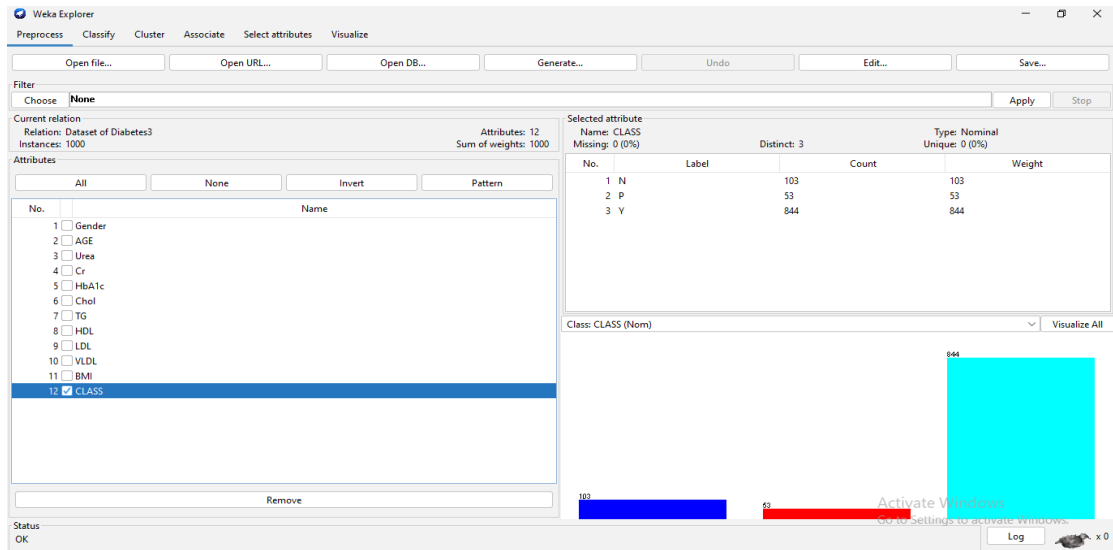 Weka Explorer
Preprocess Classify Cluster Associate Select attributes Visualize
Open file... Open URL... Open DB... Generate... Undo Edit... Save...
Filter
Choose None Apply Stop
Current relation
Relation: Dataset of Diabetes3 Attributes: 12
Instances: 1000 Sum of weights: 1000
Attributes
All None Invert Pattern
No. Name
1 Gender
2 AGE
3 Urea
4 Cr
5 HbA1c
6 Chol
7 TG
8 HDL
9 LDL
10 VLDL
11 BMI
12 CLASS
Remove
Selected attribute
Name: CLASS Type: Nominal
Missing: 0 (0%) Distinct: 3 Unique: 0 (0%)
No. Label Count Weight
1 N 103 103
2 P 53 53
3 Y 844 844
Class: CLASS (Nom) Visualize All
844
103
53
Activate Windows
Go to Settings to activate Windows.
Status
OK
Log x 0